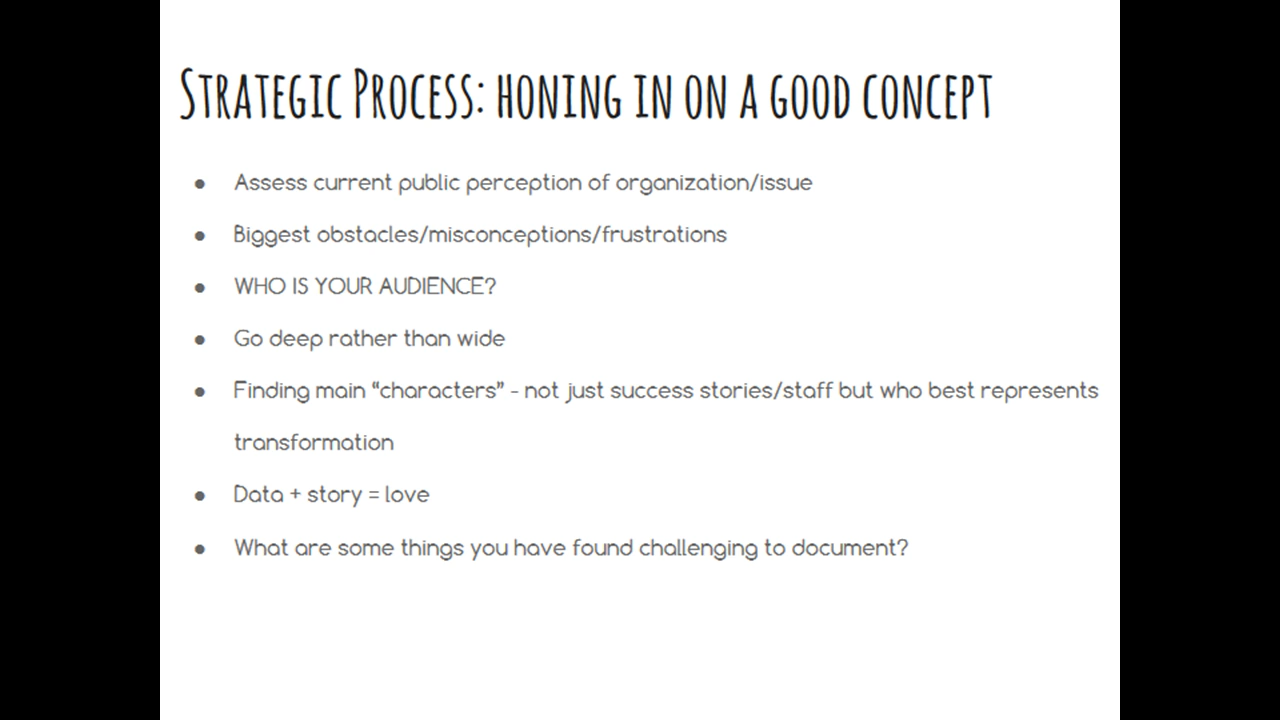 Strategic Process: honing in on a good concept
● Assess current public perception of organization/issue
● Biggest obstacles/misconceptions/frustrations
● WHO IS YOUR AUDIENCE?
● Go deep rather than wide
● Finding main “characters” - not just success stories/staff but who best represents
transformation
● Data + story = love
● What are some things you have found challenging to document?